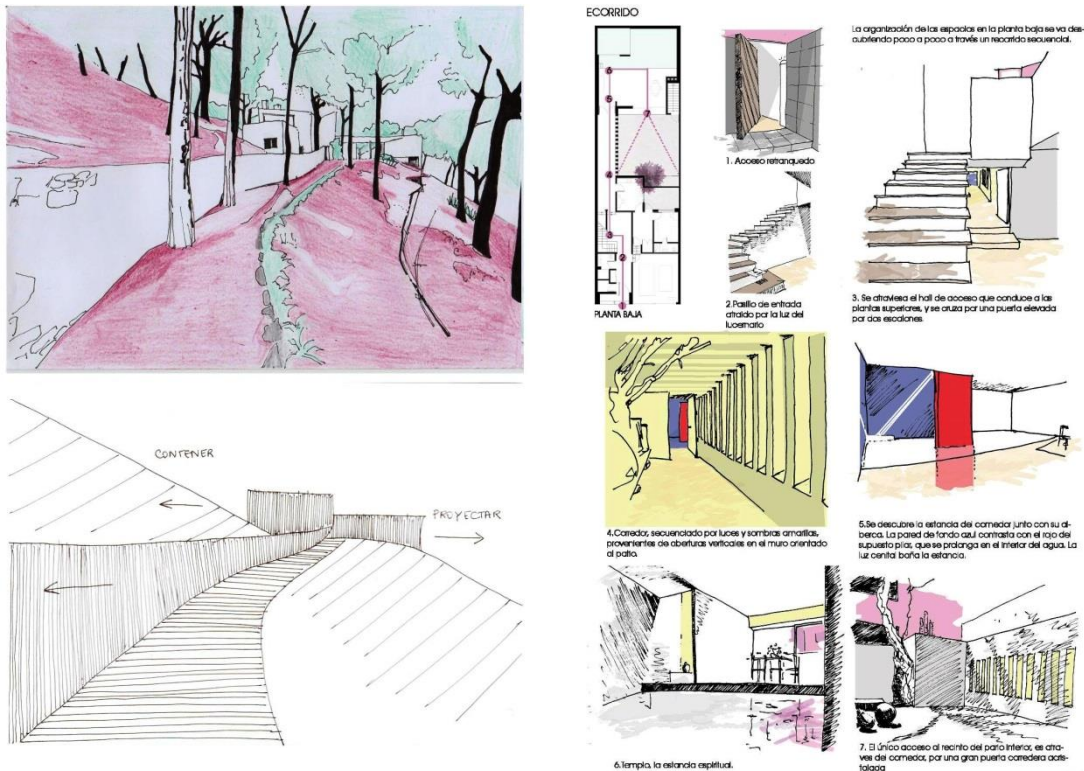 CONTENER
PROYECTAR
ECORRIDO
PLANTA BAJA
1. Acceso retranquedo
2. Pasillo de entrada
atraido por la luz del
lucernario
La organización de los espacios en la planta baja se va des-
cubriendo poco a poco a través un recorrido secuencial.
3. Se atraviesa el hall de acceso que conduce a las
plantas superiores, y se cruza por una puerta elevada
por dos escalones.
4. Corredor, secuenciado por luces y sombras amarillas,
provenientes de aberturas verticales en el muro orientado
al patio.
5. Se descubre la estancia del comedor junto con su al-
berca. La pared de fondo azul contrasta con el rojo del
supuesto pilar, que se prolonga en el interior del agua. La
luz cenital baña la estancia.
6. Templo, la estancia espiritual.
7. El único acceso al recinto del patio interior, es atra-
ves del comedor, por una gran puerta corredera acris-
talada